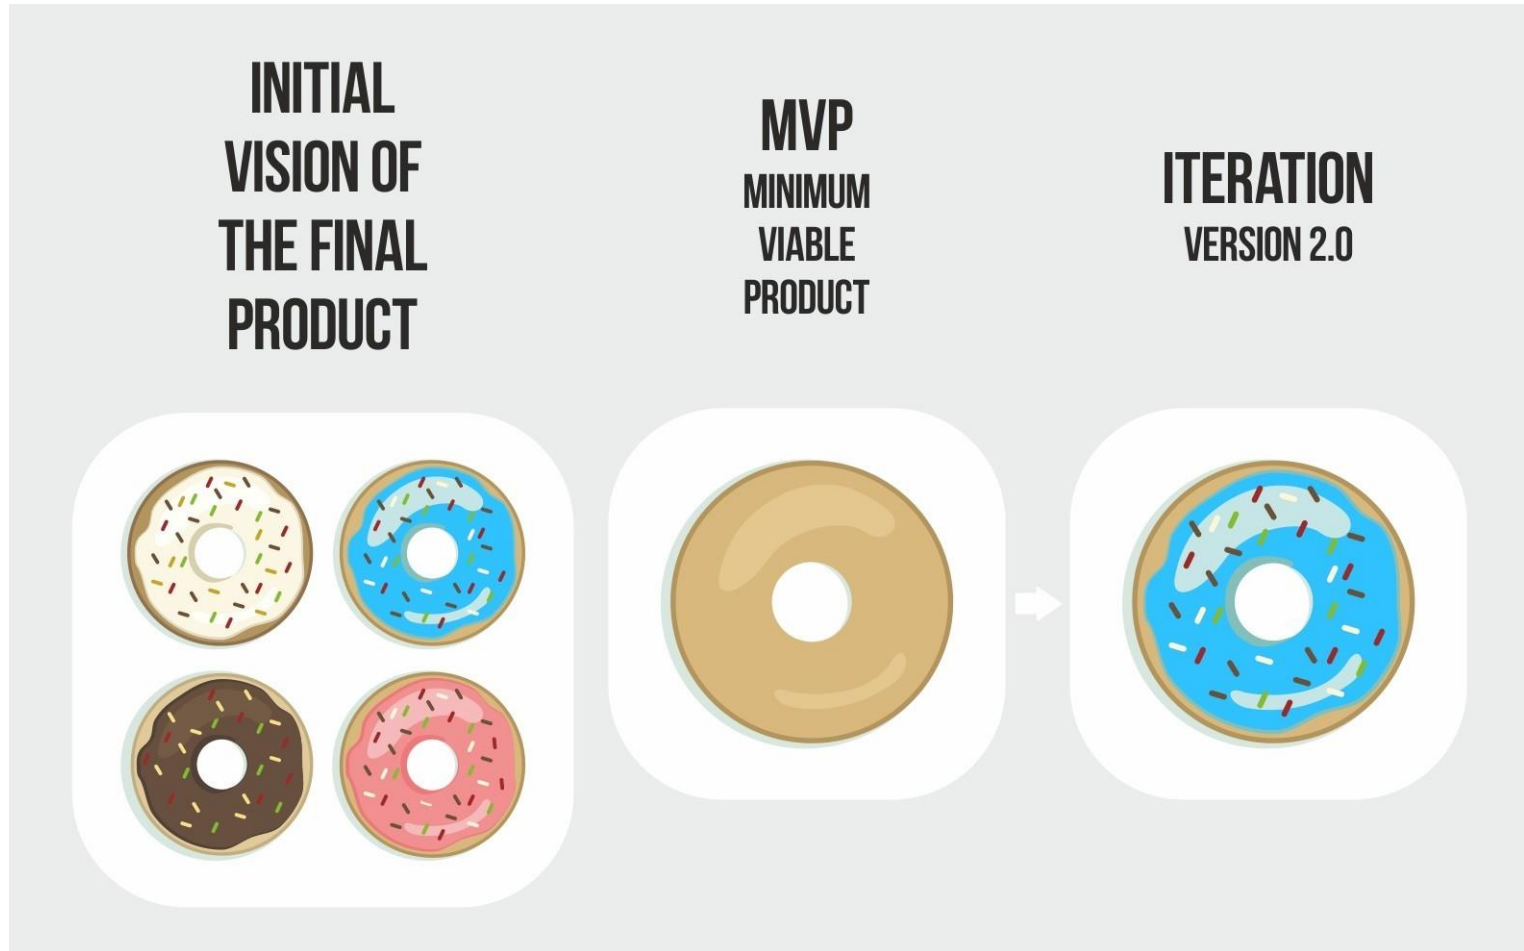 INITIAL
VISION OF
THE FINAL
PRODUCT
MVP
MINIMUM
VIABLE
PRODUCT
ITERATION
VERSION 2.0